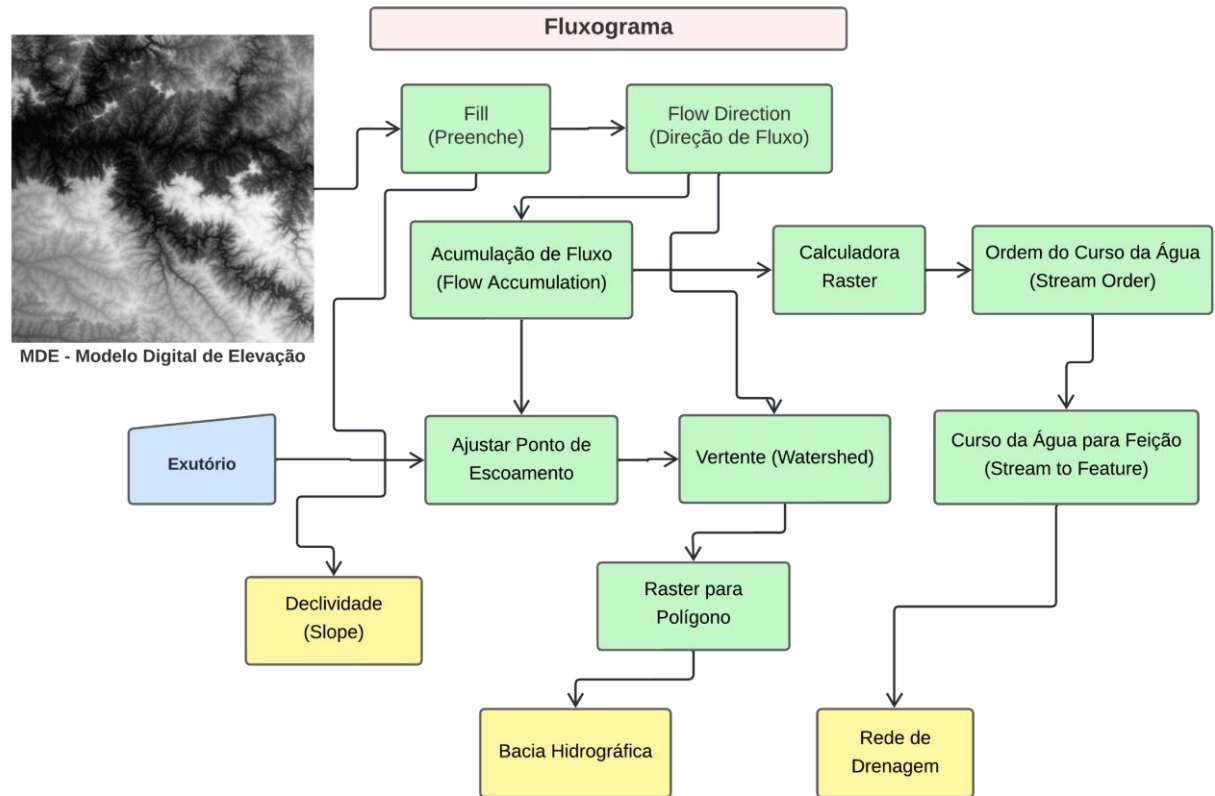 Fluxograma
Fill
(Preenche)
Flow Direction
(Direção de Fluxo)
Acumulação de Fluxo
(Flow Accumulation)
Calculadora
Raster
Ordem do Curso da Água
(Stream Order)
MDE - Modelo Digital de Elevação
Exutório
Ajustar Ponto de
Escoamento
Vertente (Watershed)
Curso da Água para Feição
(Stream to Feature)
Declividade
(Slope)
Raster para
Polígono
Bacia Hidrográfica
Rede de
Drenagem